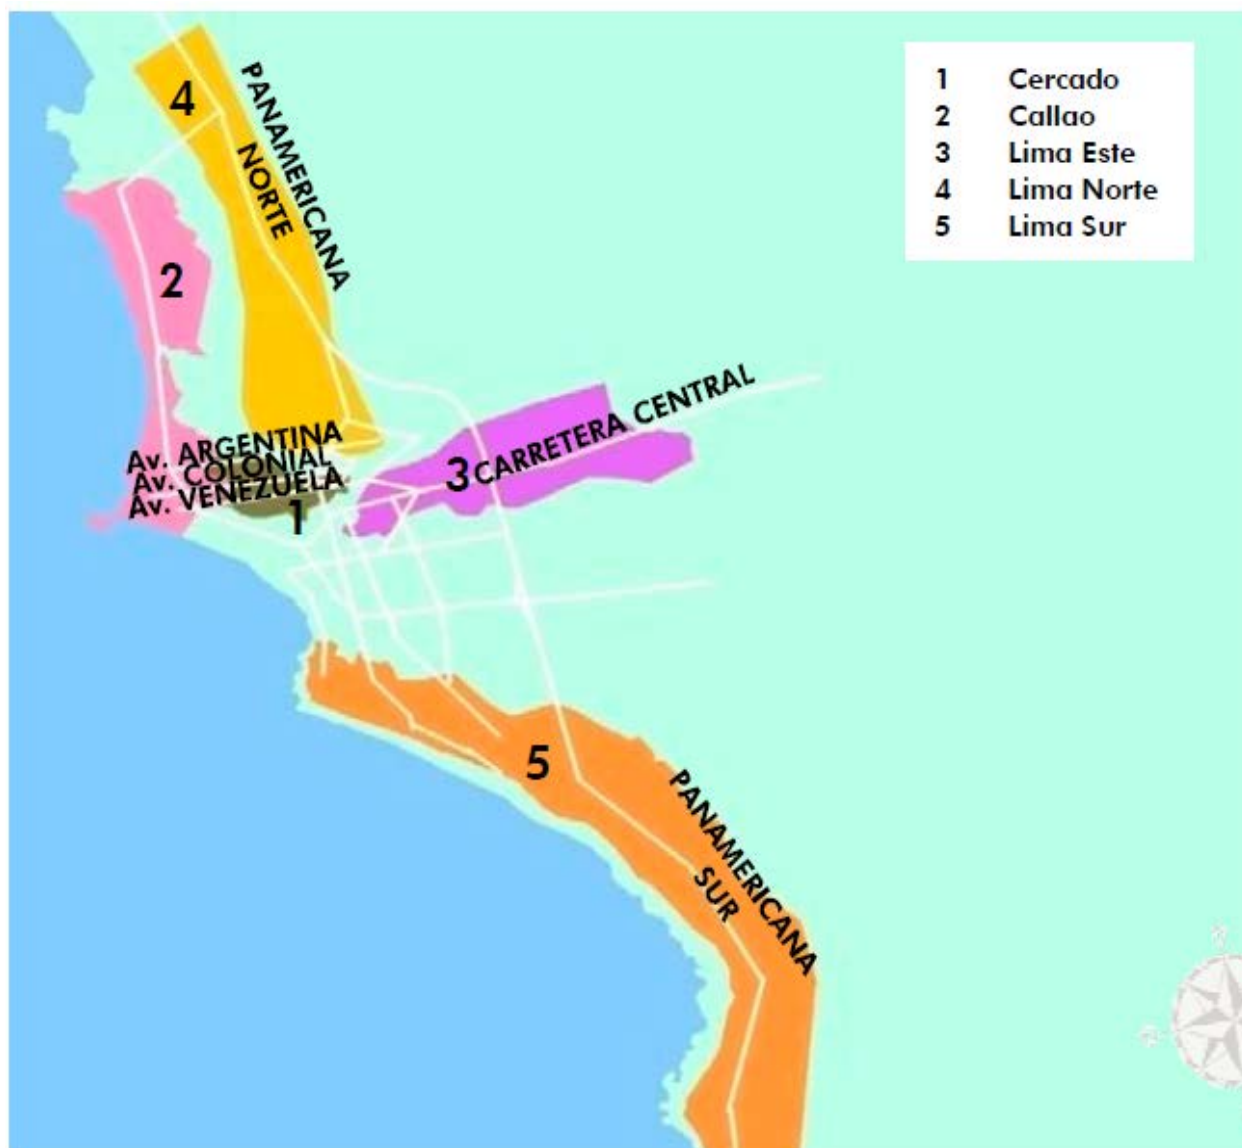 4
PANAMERICANA
NORTE
1 Cercado
2 Callao
3 Lima Este
4 Lima Norte
5 Lima Sur
2
Av. ARGENTINA
Av. COLONIAL
Av. VENEZUELA
1
3
CARRETERA CENTRAL
5
PANAMERICANA
SUR